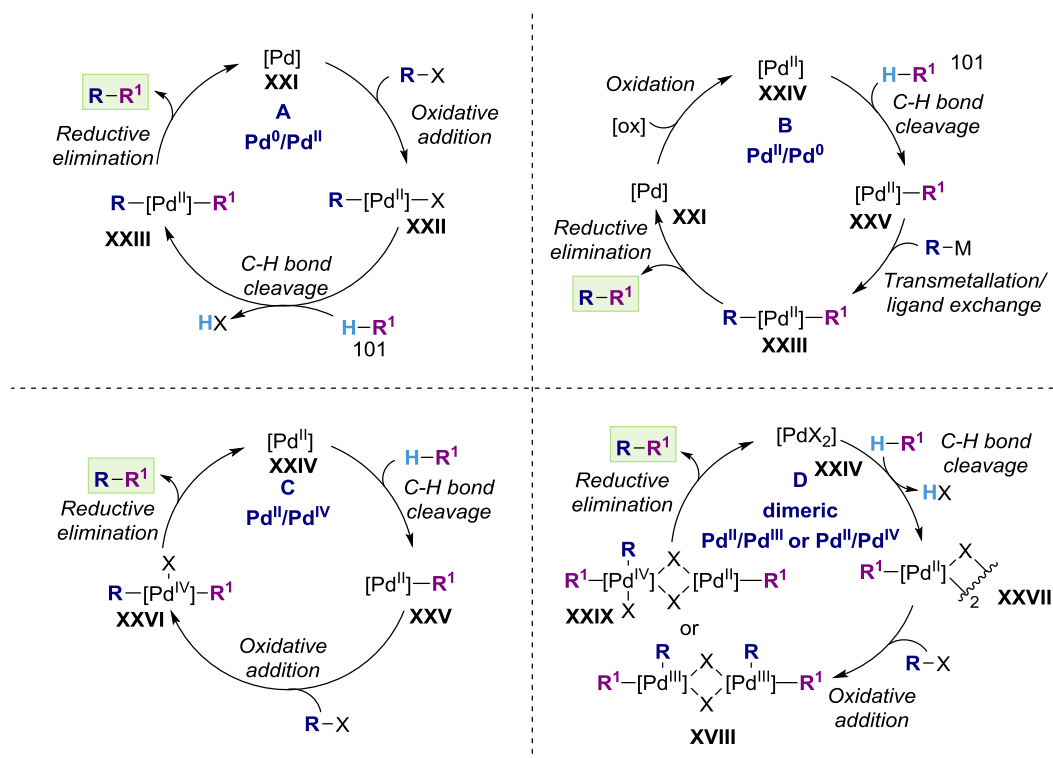 [Pd]
XXI
A
Pd⁰/Pdᴵᴵ
R–X
Oxidative
addition
R–[Pdᴵᴵ]–X
XXII
C-H bond
cleavage
H–R¹
101
HX
R–[Pdᴵᴵ]–R¹
XXIII
Reductive
elimination
R–R¹
[Pdᴵᴵ]
XXIV
B
Pdᴵᴵ/Pd⁰
H–R¹
101
C-H bond
cleavage
[Pdᴵᴵ]–R¹
XXV
R–M
Transmetallation/
ligand exchange
R–[Pdᴵᴵ]–R¹
XXIII
R–R¹
Reductive
elimination
[Pd]
XXI
[ox]
Oxidation
[Pdᴵᴵ]
XXIV
C
Pdᴵᴵ/Pdᴵⱽ
H–R¹
C-H bond
cleavage
[Pdᴵᴵ]–R¹
XXV
Oxidative
addition
R–X
X
R–[Pdᴵⱽ]–R¹
XXVI
Reductive
elimination
R–R¹
[PdX₂]
XXIV
D
dimeric
Pdᴵᴵ/Pdᴵᴵᴵ or Pdᴵᴵ/Pdᴵⱽ
H–R¹
C-H bond
cleavage
HX
X
R¹–[Pdᴵᴵ]
2
XXVII
R–X
Oxidative
addition
R–R¹
Reductive
elimination
R
X
R¹–[Pdᴵⱽ] [Pdᴵᴵ]–R¹
X
X
XXIX
or
R
X
R
R¹–[Pdᴵᴵᴵ] [Pdᴵᴵᴵ]–R¹
X
XVIII